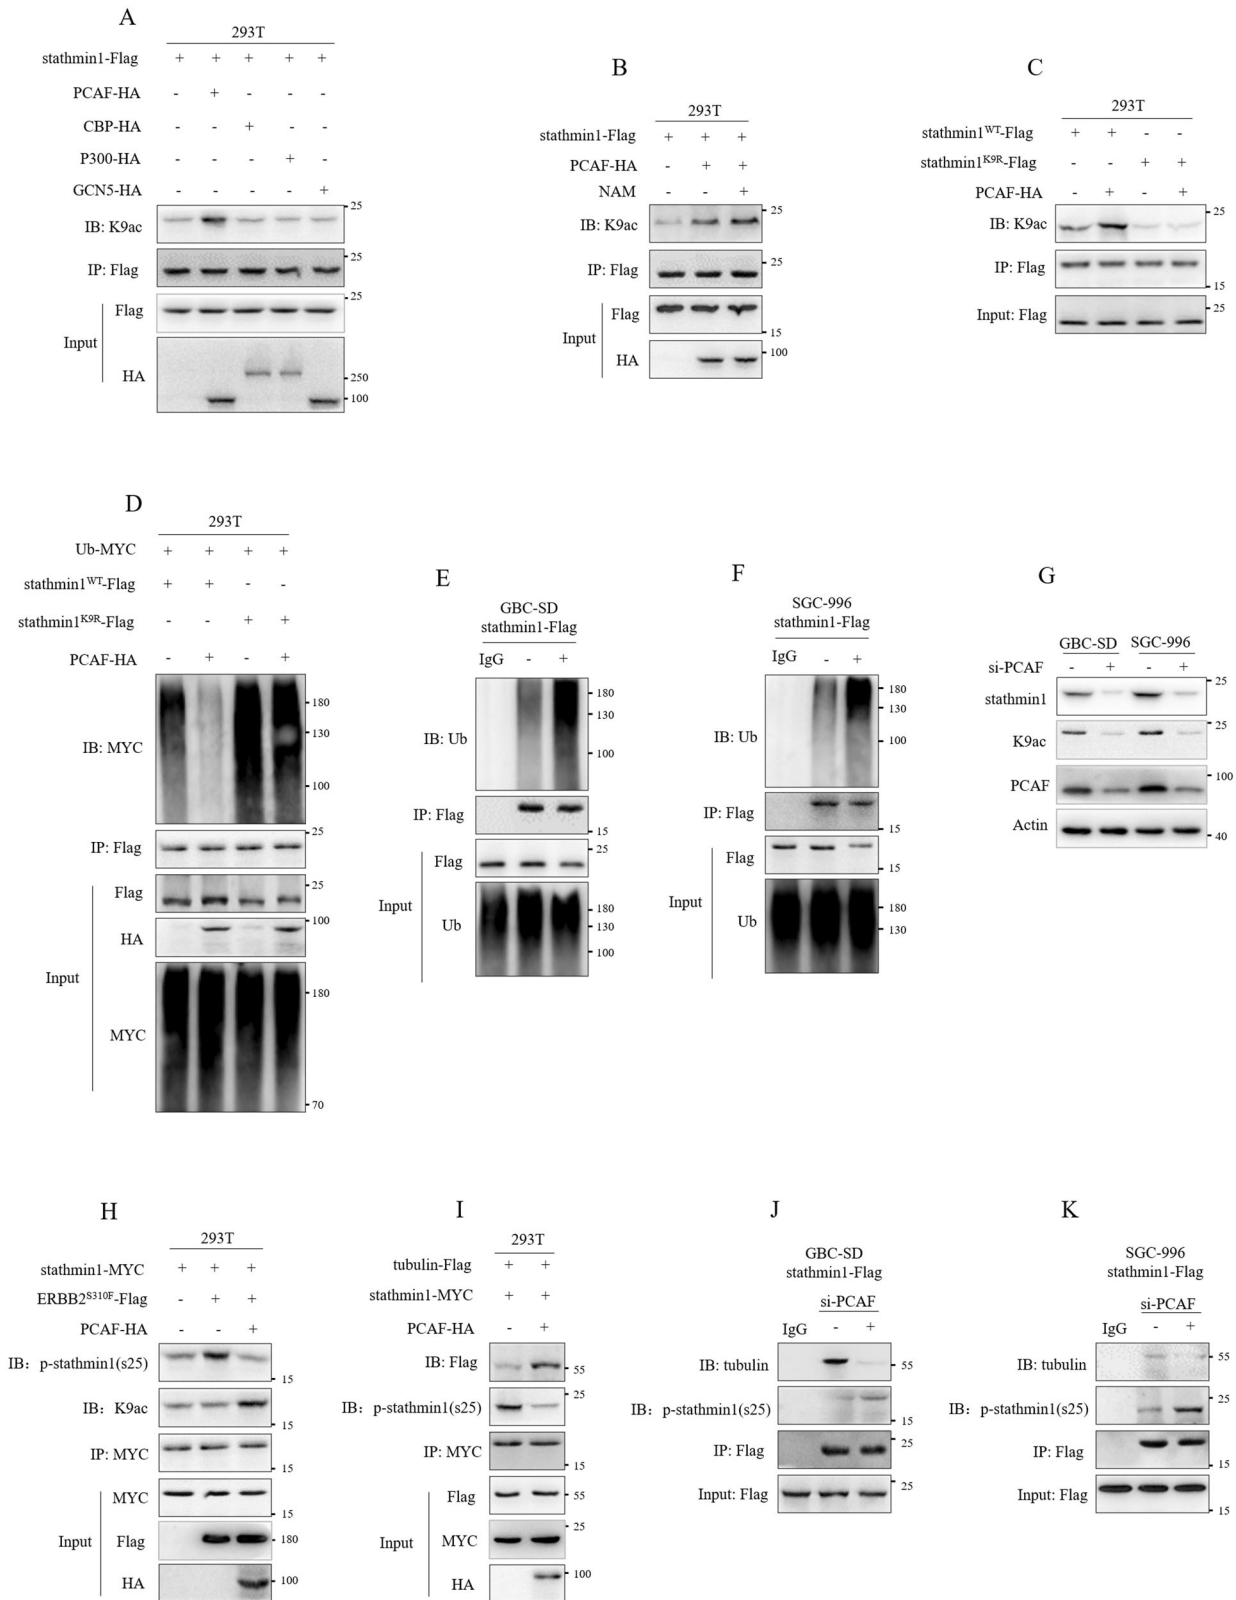 A
293T
stathmin1-Flag + + + + +
PCAF-HA - + - - -
CBP-HA - - + - -
P300-HA - - - + -
GCN5-HA - - - - +
IB: K9ac 25
IP: Flag 25
Input
Flag 25
HA 250 100
B
293T
stathmin1-Flag + + +
PCAF-HA - + +
NAM - - +
IB: K9ac 25
IP: Flag 25
Input
Flag 15
HA 100
C
293T
stathmin1WT-Flag + + - -
stathmin1K9R-Flag - - + +
PCAF-HA - + - +
IB: K9ac 25
IP: Flag 15
Input: Flag 25
D
293T
Ub-MYC + + + +
stathmin1WT-Flag + + - -
stathmin1K9R-Flag - - + +
PCAF-HA - + - +
IB: MYC 180 130 100
IP: Flag 25
Input
Flag 25
HA 100
MYC 180 70
E
GBC-SD
stathmin1-Flag
IgG - +
IB: Ub 180 130 100
IP: Flag 15
Input
Flag 25
Ub 180 130 100
F
SGC-996
stathmin1-Flag
IgG - +
IB: Ub 180 130 100
IP: Flag 15
Input
Flag 15
Ub 180 130
G
GBC-SD SGC-996
si-PCAF - + - +
stathmin1 25
K9ac 25
PCAF 100
Actin 40
H
293T
stathmin1-MYC + + +
ERBB2S310F-Flag - + +
PCAF-HA - - +
IB: p-stathmin1(s25) 15
IB: K9ac 15
IP: MYC 15
Input
MYC 15
Flag 180
HA 100
I
293T
tubulin-Flag + +
stathmin1-MYC + +
PCAF-HA - +
IB: Flag 55
IB: p-stathmin1(s25) 25
IP: MYC 15
Input
Flag 55
MYC 25
HA 100
J
GBC-SD
stathmin1-Flag
si-PCAF
IgG - +
IB: tubulin 55
IB: p-stathmin1(s25) 15
IP: Flag 25
Input: Flag 25
K
SGC-996
stathmin1-Flag
si-PCAF
IgG - +
IB: tubulin 55
IB: p-stathmin1(s25) 25
IP: Flag 15
Input: Flag 15